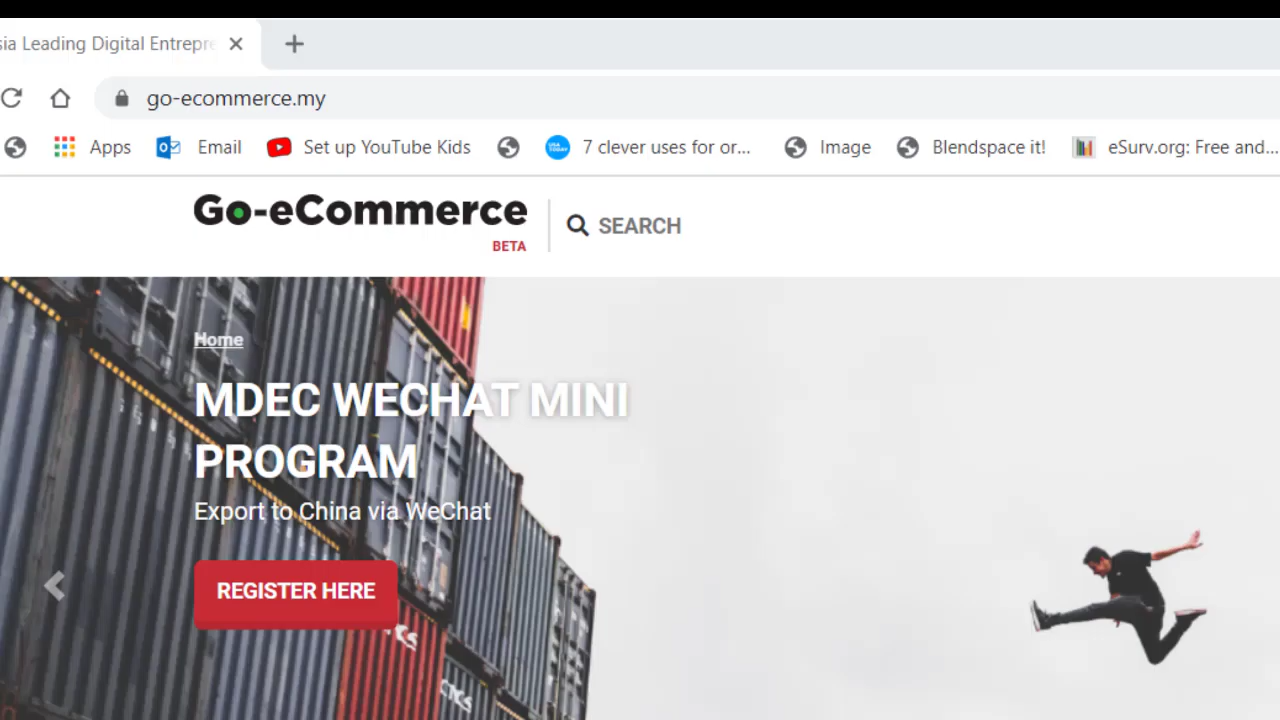 sia Leading Digital Entrepre
go-ecommerce.my
Apps Email Set up YouTube Kids USA TODAY 7 clever uses for or... Image Blendspace it! eSurv.org: Free and...
Go-eCommerce
BETA
SEARCH
Home
MDEC WECHAT MINI
PROGRAM
Export to China via WeChat
REGISTER HERE